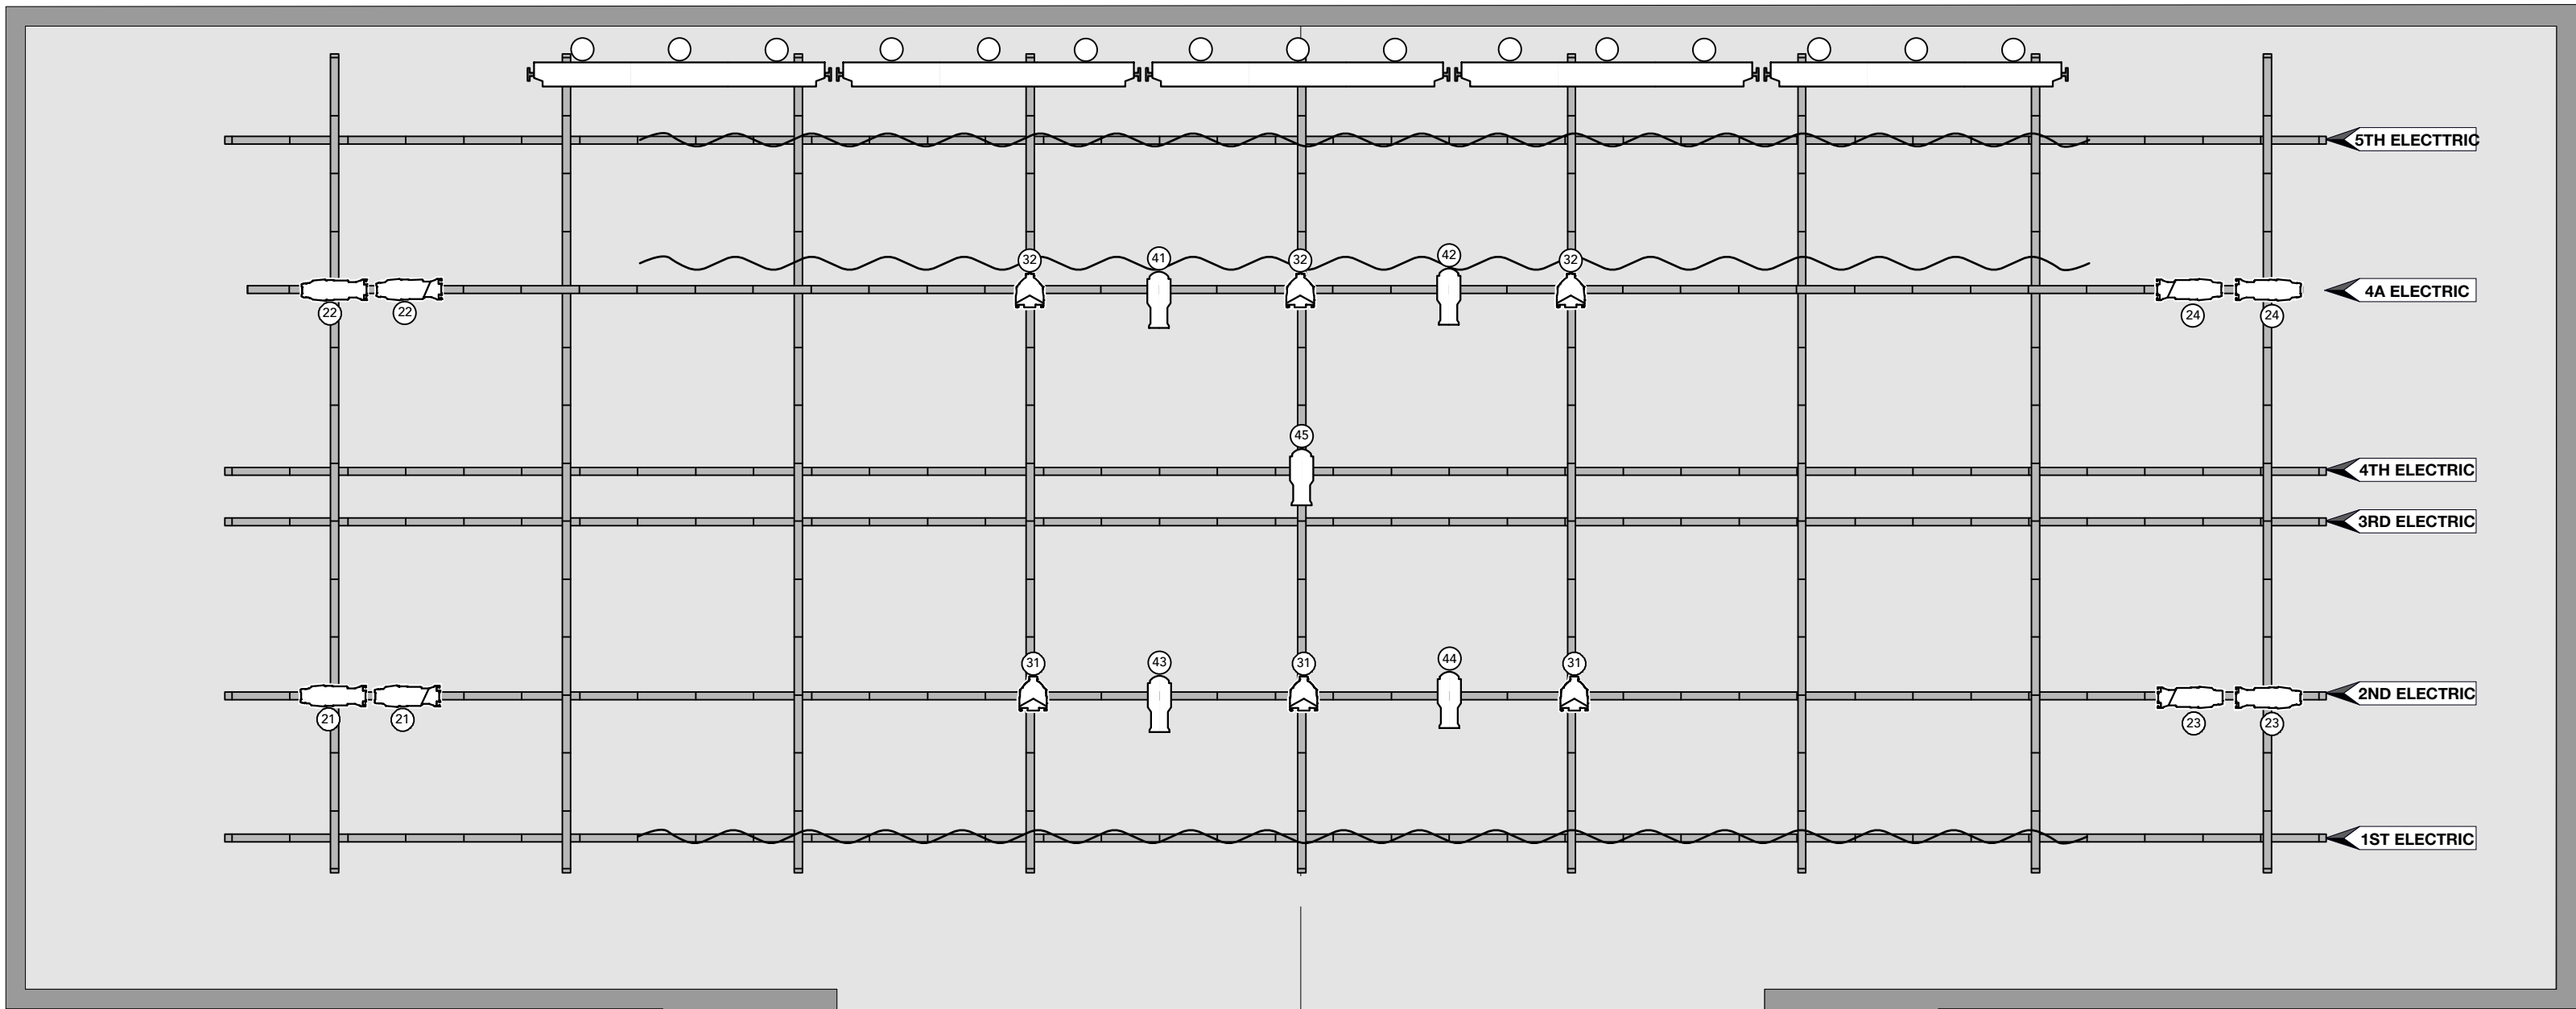 5TH ELECTTRIC
32 41 32 42 32
4A ELECTRIC
22 22 24 24
45
4TH ELECTRIC
3RD ELECTRIC
31 43 31 44 31
2ND ELECTRIC
21 21 23 23
1ST ELECTRIC